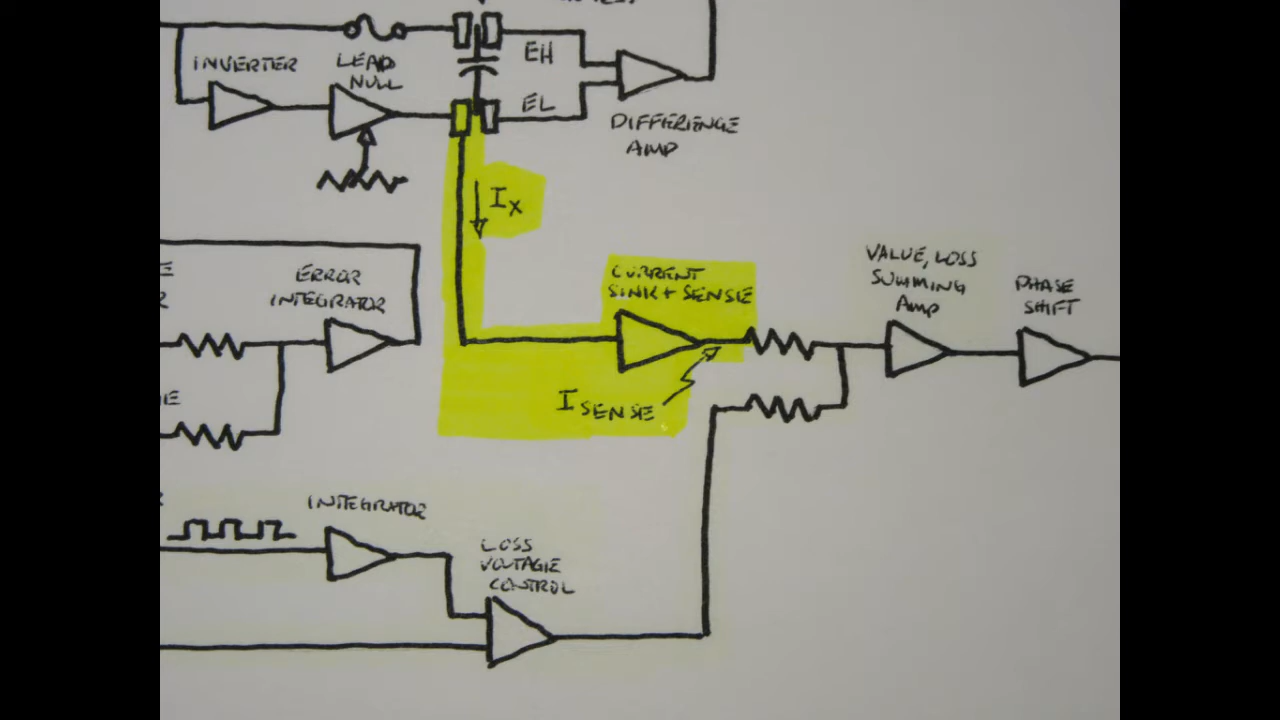 INVERTER
LEAD
NULL
EH
EL
DIFFERENCE
AMP
IX
ERROR
INTEGRATOR
CURRENT
SINK + SENSE
ISENSE
VALUE, LOSS
SUMMING
AMP
PHASE
SHIFT
INTEGRATOR
LOSS
VOLTAGE
CONTROL